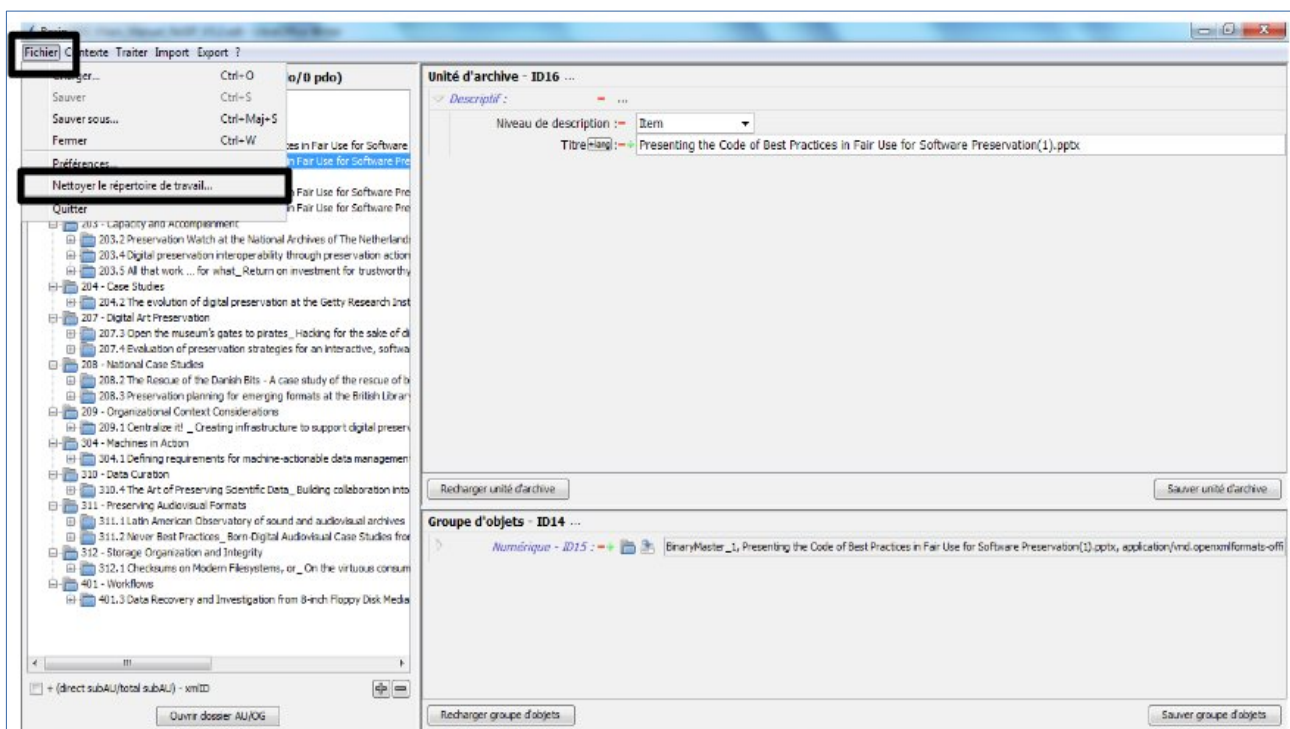 Fichier Contexte Traiter Import Export ?
Ctrl+O
Sauver Ctrl+S
Sauver sous... Ctrl+Maj+S
Fermer Ctrl+W
Préférences...
Nettoyer le répertoire de travail...
Quitter
o/0 pdo)
es in Fair Use for Software
n Fair Use for Software Pre
n Fair Use for Software Pre
n Fair Use for Software Pre
203 - Capacity and Accomplishment
203.2 Preservation Watch at the National Archives of The Netherland
203.4 Digital preservation interoperability through preservation action
203.5 All that work ... for what_ Return on investment for trustworthy
204 - Case Studies
204.2 The evolution of digital preservation at the Getty Research Inst
207 - Digital Art Preservation
207.3 Open the museum's gates to pirates_ Hacking for the sake of di
207.4 Evaluation of preservation strategies for an interactive, softwa
208 - National Case Studies
208.2 The Rescue of the Danish Bits - A case study of the rescue of b
208.3 Preservation planning for emerging formats at the British Librar
209 - Organizational Context Considerations
209.1 Centralize it! _ Creating infrastructure to support digital preserv
304 - Machines in Action
304.1 Defining requirements for machine-actionable data managemen
310 - Data Curation
310.4 The Art of Preserving Scientific Data_ Building collaboration into
311 - Preserving Audiovisual Formats
311.1 Latin American Observatory of sound and audiovisual archives
311.2 Never Best Practices_ Born-Digital Audiovisual Case Studies fro
312 - Storage Organization and Integrity
312.1 Checksums on Modern Filesystems, or_ On the virtuous consum
401 - Workflows
401.3 Data Recovery and Investigation from 8-inch Floppy Disk Media
+ (direct subAU/total subAU) - xmlID
Ouvrir dossier AU/OG
Unité d'archive - ID16 ...
Descriptif : - ...
Niveau de description :- Item
Titre +lang :-+ Presenting the Code of Best Practices in Fair Use for Software Preservation(1).pptx
Recharger unité d'archive Sauver unité d'archive
Groupe d'objets - ID14 ...
Numérique - ID15 : -+ BinaryMaster_1, Presenting the Code of Best Practices in Fair Use for Software Preservation(1).pptx, application/vnd.openxmlformats-offi
Recharger groupe d'objets Sauver groupe d'objets